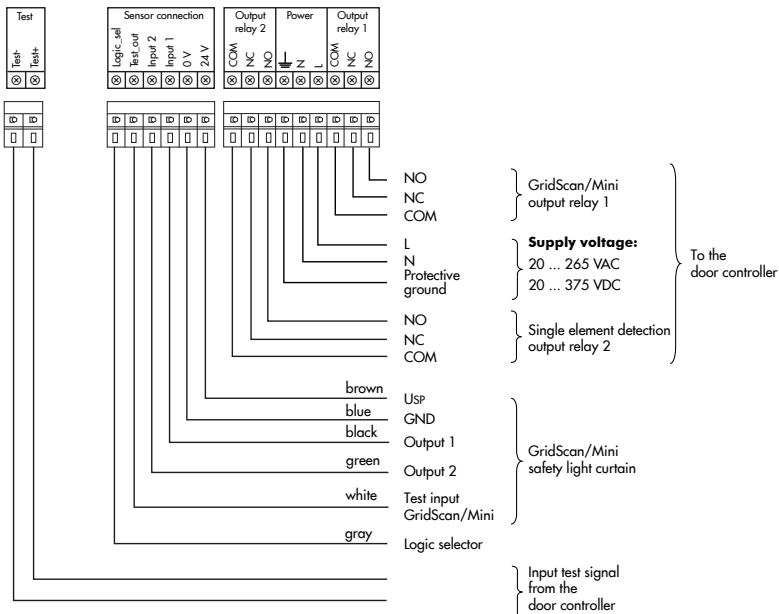 Test
Sensor connection
Output
relay 2
Power
Output
relay 1
Test-
Test+
Logic_sel
Test_out
Input 2
Input 1
0 V
24 V
COM
NC
NO
N
L
COM
NC
NO
NO
NC
COM
GridScan/Mini
output relay 1
L
N
Protective
ground
Supply voltage:
20 ... 265 VAC
20 ... 375 VDC
To the
door controller
NO
NC
COM
Single element detection
output relay 2
brown
USP
blue
GND
black
Output 1
green
Output 2
white
Test input
GridScan/Mini
GridScan/Mini
safety light curtain
gray
Logic selector
Input test signal
from the
door controller